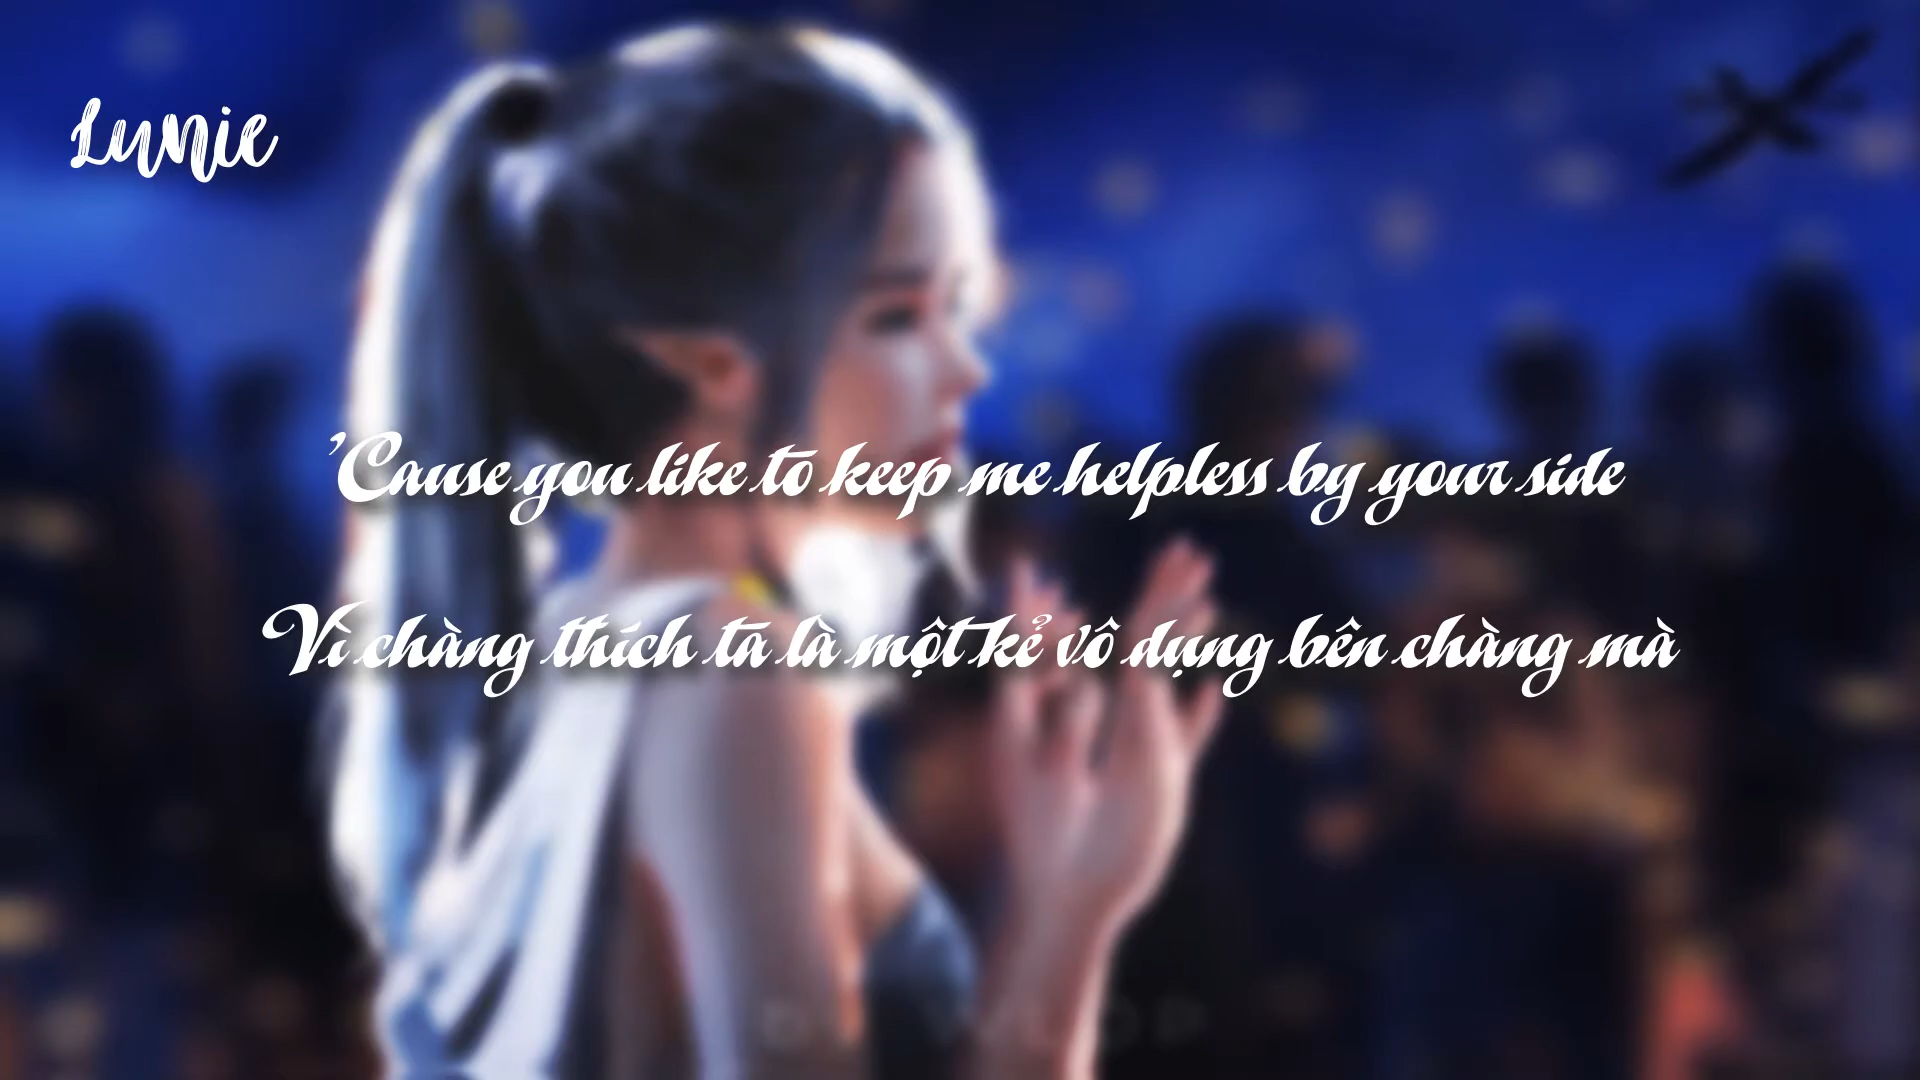 Lunie
'Cause you like to keep me helpless by your side
Vì chàng thích ta là một kẻ vô dụng bên chàng mà